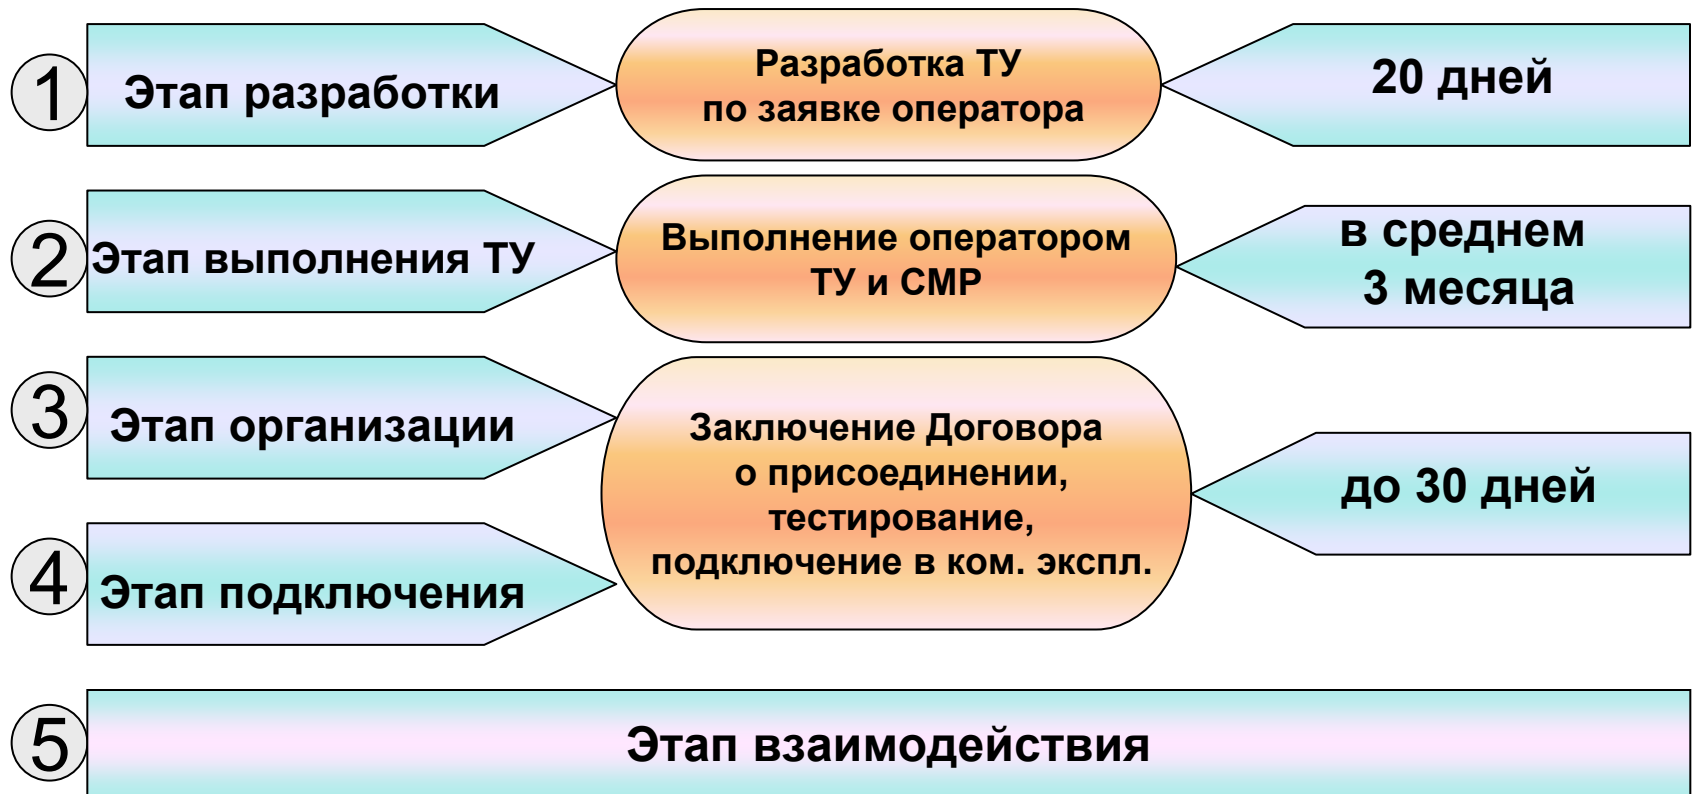 1
Этап разработки
Разработка ТУ
по заявке оператора
20 дней
2
Этап выполнения ТУ
Выполнение оператором
ТУ и СМР
в среднем
3 месяца
3
Этап организации
4
Этап подключения
Заключение Договора
о присоединении,
тестирование,
подключение в ком. экспл.
до 30 дней
5
Этап взаимодействия